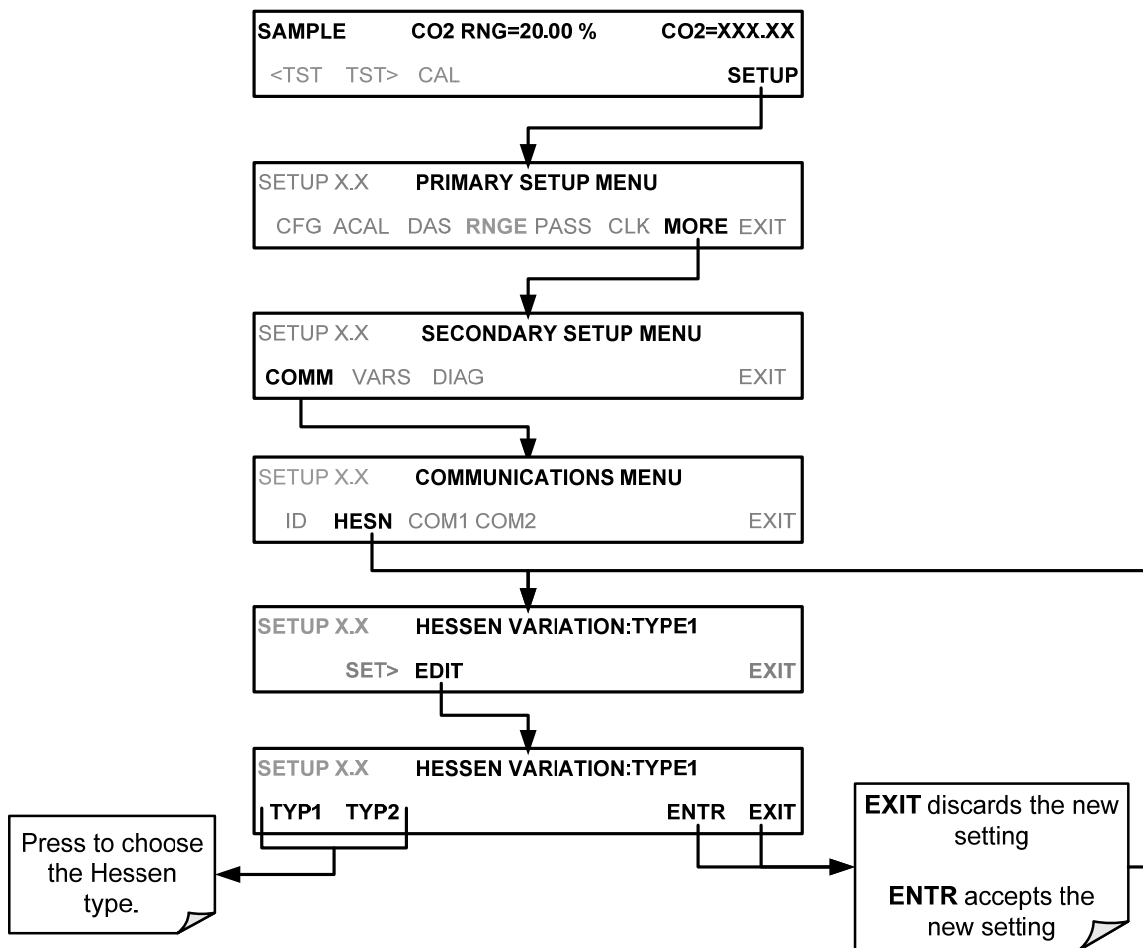 SAMPLE CO2 RNG=20.00 % CO2=XXX.XX
<TST TST> CAL SETUP
SETUP X.X PRIMARY SETUP MENU
CFG ACAL DAS RNGE PASS CLK MORE EXIT
SETUP X.X SECONDARY SETUP MENU
COMM VARS DIAG EXIT
SETUP X.X COMMUNICATIONS MENU
ID HESN COM1 COM2 EXIT
SETUP X.X HESSEN VARIATION:TYPE1
SET> EDIT EXIT
SETUP X.X HESSEN VARIATION:TYPE1
TYP1 TYP2 ENTR EXIT
Press to choose
the Hessen
type.
EXIT discards the new
setting
ENTR accepts the
new setting